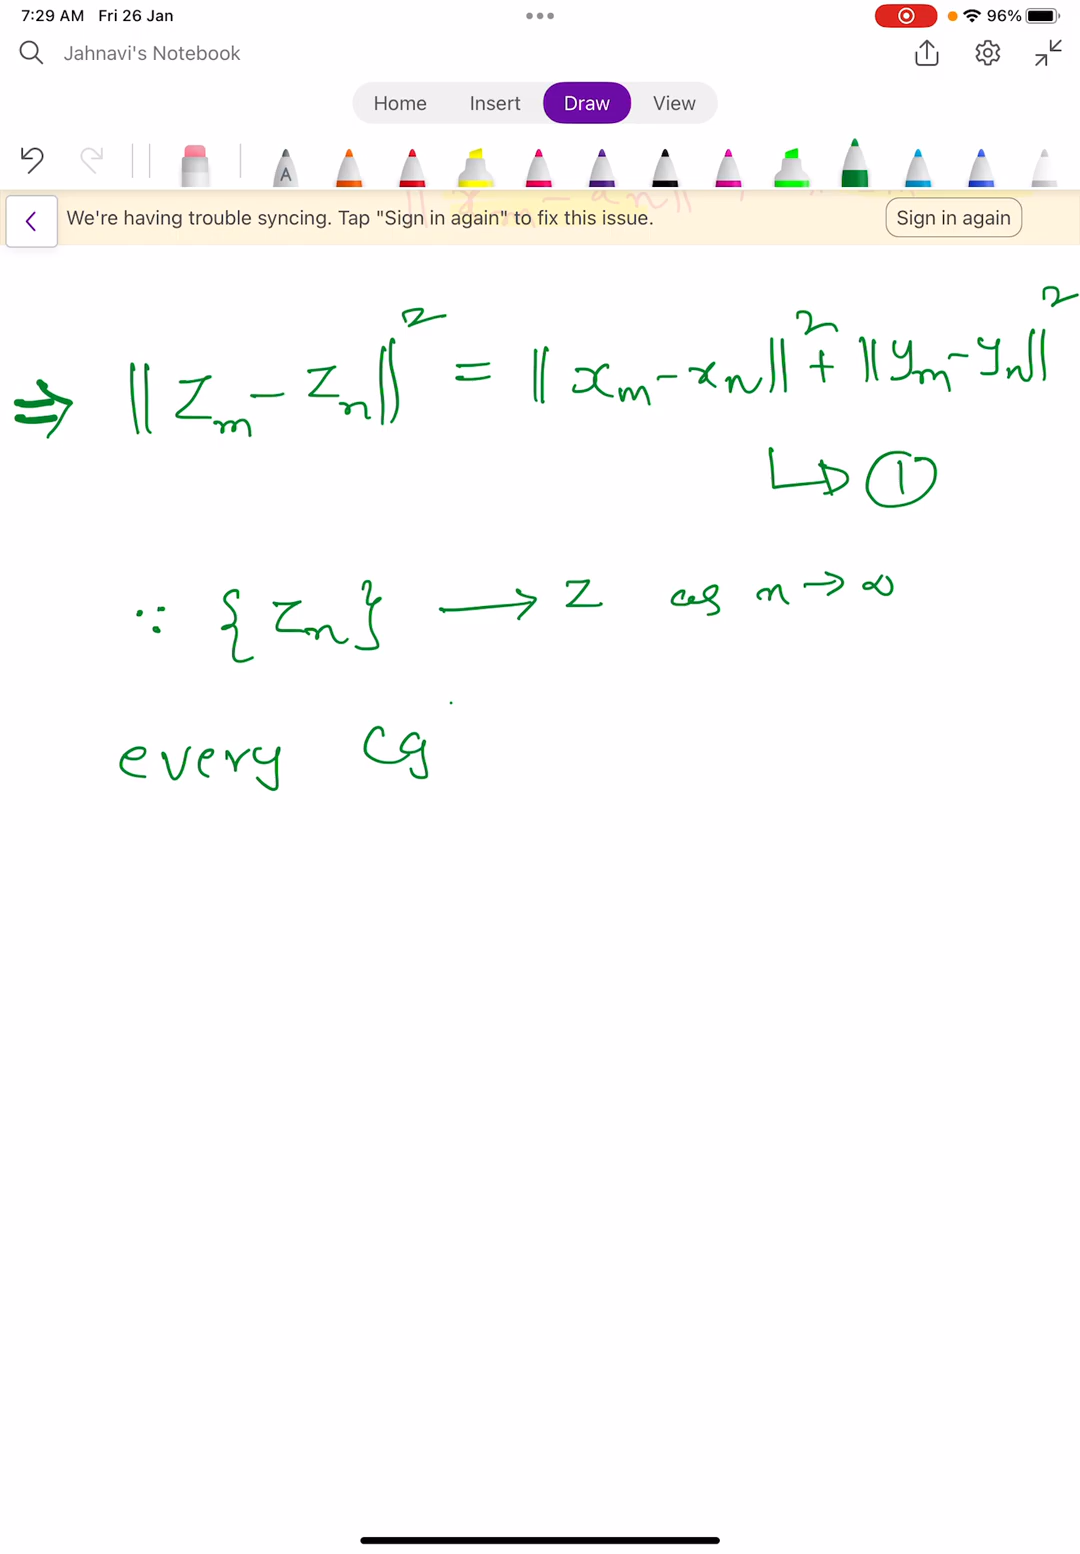 7:29 AM Fri 26 Jan
96%
Jahnavi's Notebook
Home Insert Draw View
A
We're having trouble syncing. Tap "Sign in again" to fix this issue.
Sign in again
⇒ ‖Zₘ - Zₙ‖² = ‖xₘ - xₙ‖² + ‖yₘ - yₙ‖²
↳ ①
∵ {Zₙ} → Z as n → ∞
every cg